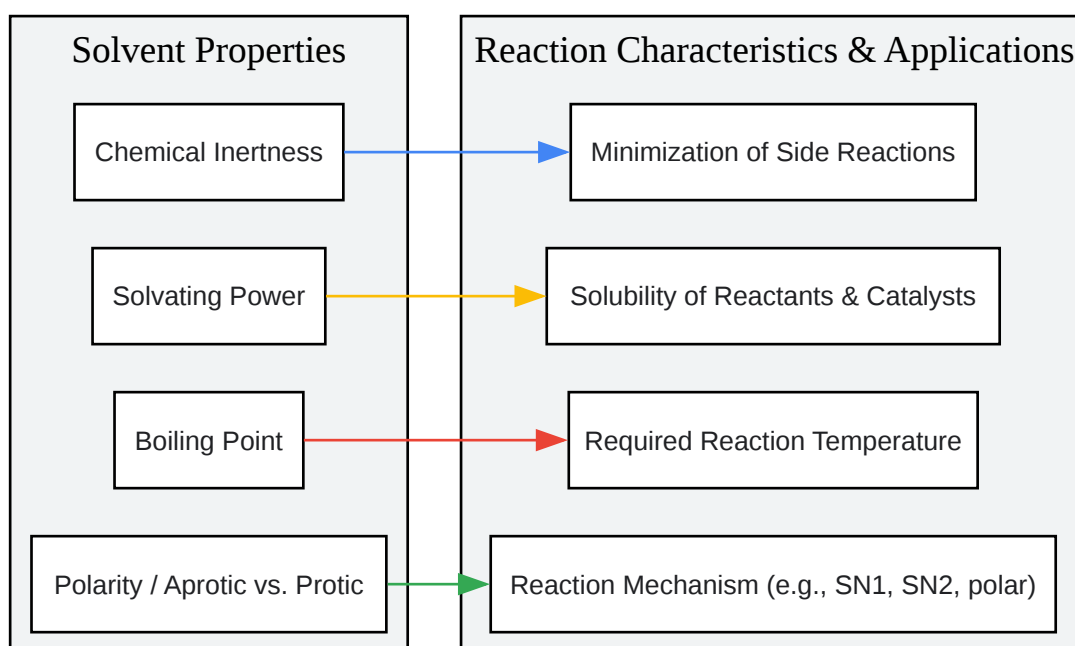 Solvent Properties
Reaction Characteristics & Applications
Chemical Inertness
Minimization of Side Reactions
Solvating Power
Solubility of Reactants & Catalysts
Boiling Point
Required Reaction Temperature
Polarity / Aprotic vs. Protic
Reaction Mechanism (e.g., SN1, SN2, polar)